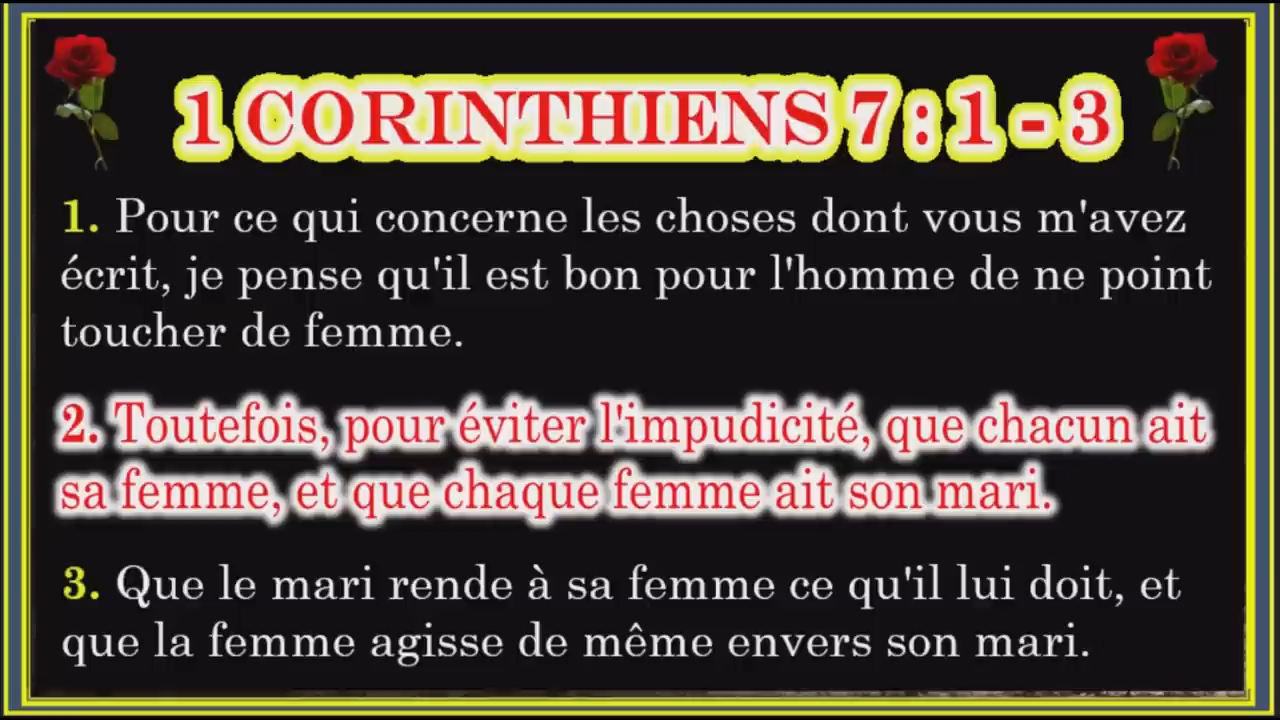 1 CORINTHIENS 7 : 1 - 3
1. Pour ce qui concerne les choses dont vous m'avez
écrit, je pense qu'il est bon pour l'homme de ne point
toucher de femme.
2. Toutefois, pour éviter l'impudicité, que chacun ait
sa femme, et que chaque femme ait son mari.
3. Que le mari rende à sa femme ce qu'il lui doit, et
que la femme agisse de même envers son mari.